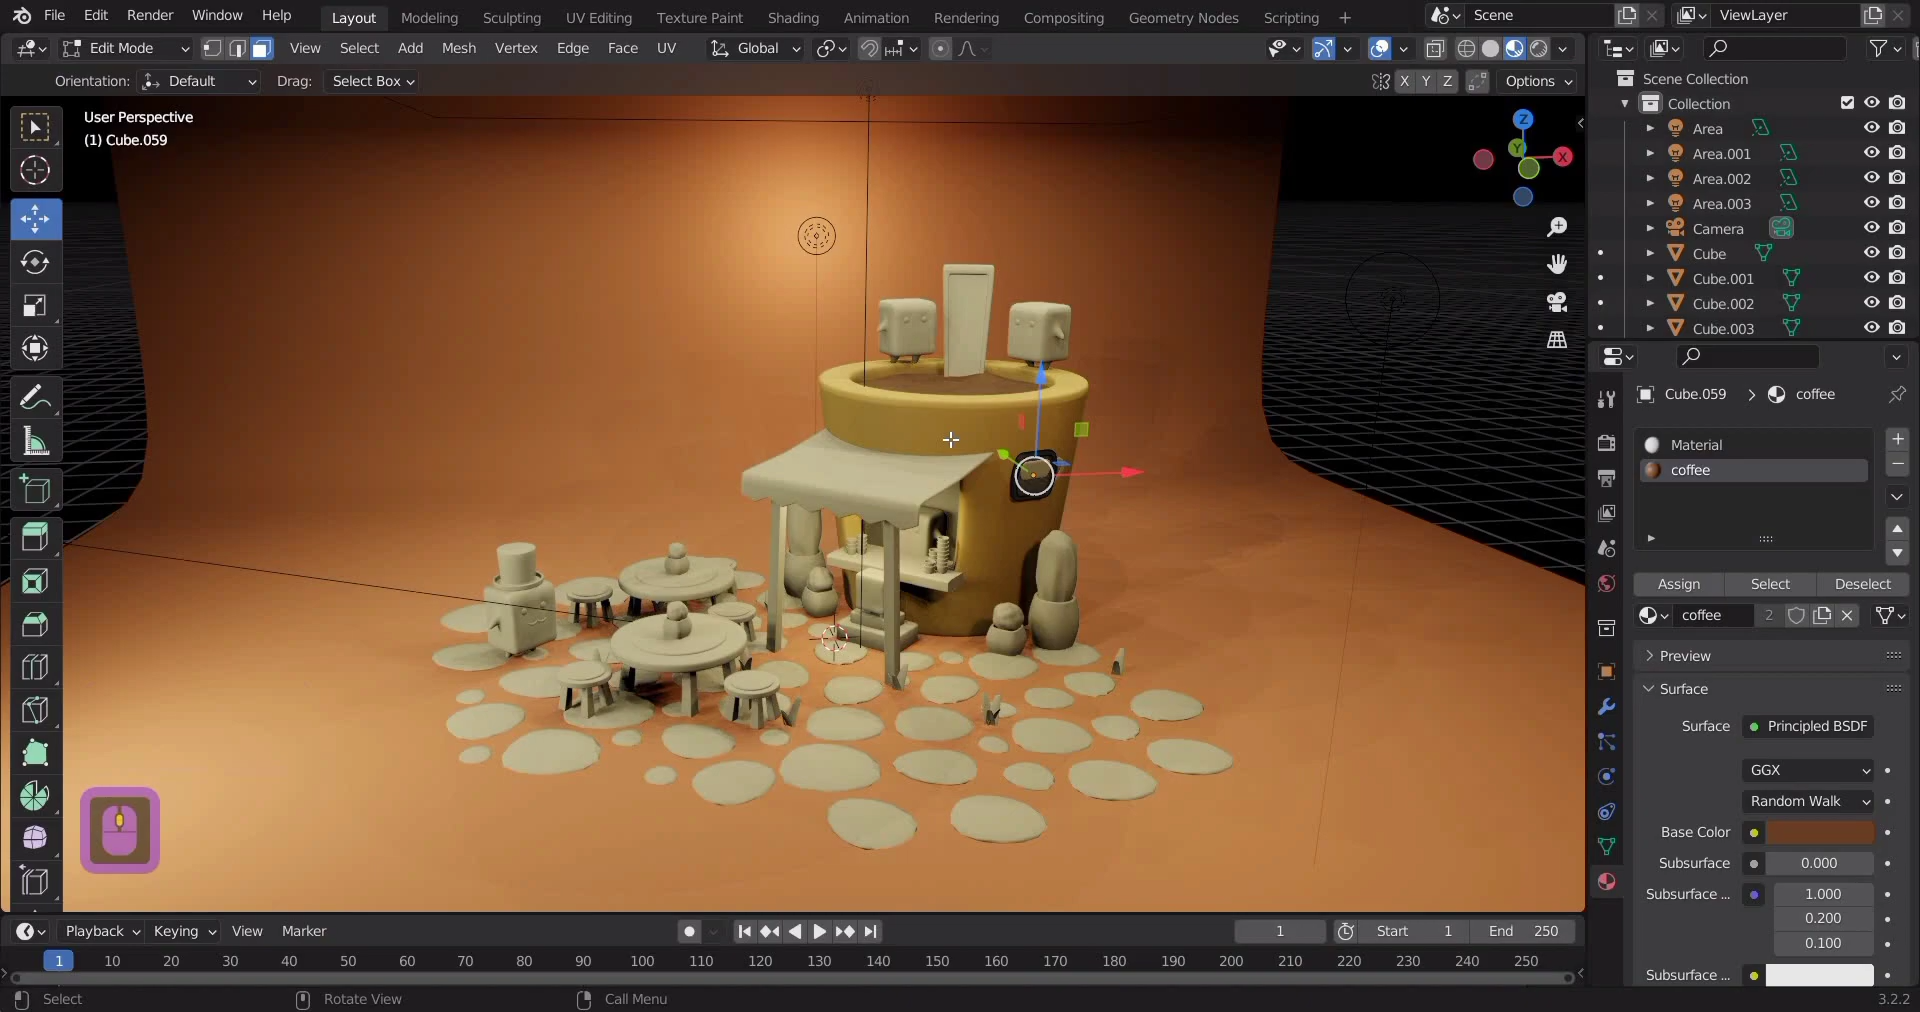 File Edit Render Window Help Layout Modeling Sculpting UV Editing Texture Paint Shading Animation Rendering Compositing Geometry Nodes Scripting + Scene ViewLayer
Edit Mode View Select Add Mesh Vertex Edge Face UV Global
Orientation: Default Drag: Select Box X Y Z Options
User Perspective
(1) Cube.059
Z
Y
X
Scene Collection
Collection
Area
Area.001
Area.002
Area.003
Camera
Cube
Cube.001
Cube.002
Cube.003
Cube.059 > coffee
Material
coffee
Assign Select Deselect
coffee 2
Preview
Surface
Surface Principled BSDF
GGX
Random Walk
Base Color
Subsurface 0.000
Subsurface ... 1.000
0.200
0.100
Subsurface ...
Playback Keying View Marker 1 Start 1 End 250
1 10 20 30 40 50 60 70 80 90 100 110 120 130 140 150 160 170 180 190 200 210 220 230 240 250
Select Rotate View Call Menu 3.2.2